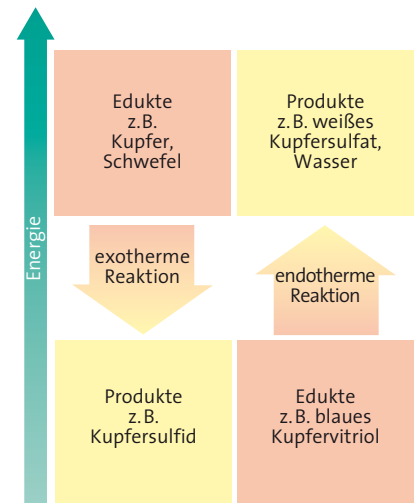 Energie
Edukte
z.B.
Kupfer,
Schwefel
Produkte
z.B. weißes
Kupfersulfat,
Wasser
exotherme
Reaktion
endotherme
Reaktion
Produkte
z.B.
Kupfersulfid
Edukte
z.B. blaues
Kupfervitriol